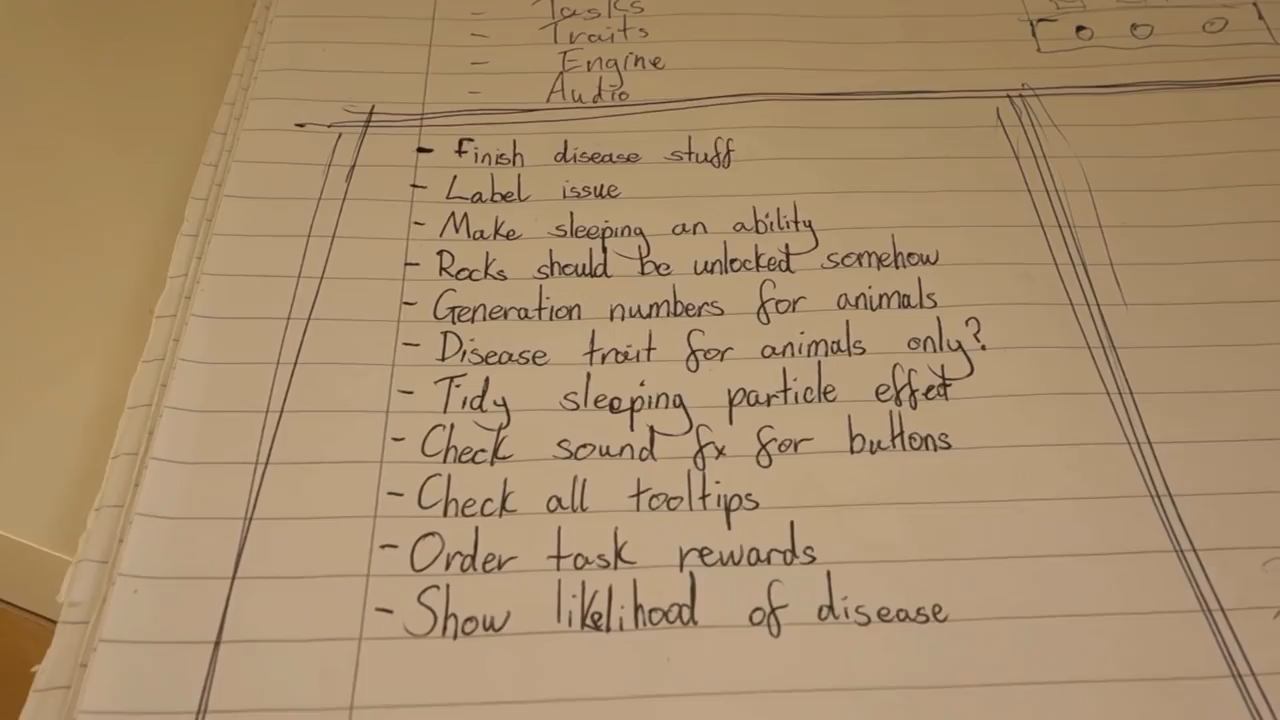 - Tasks
- Traits
- Engine
- Audio
- Finish disease stuff
- Label issue
- Make sleeping an ability
- Rocks should be unlocked somehow
- Generation numbers for animals
- Disease trait for animals only?
- Tidy sleeping particle effect
- Check sound fx for buttons
- Check all tooltips
- Order task rewards
- Show likelihood of disease